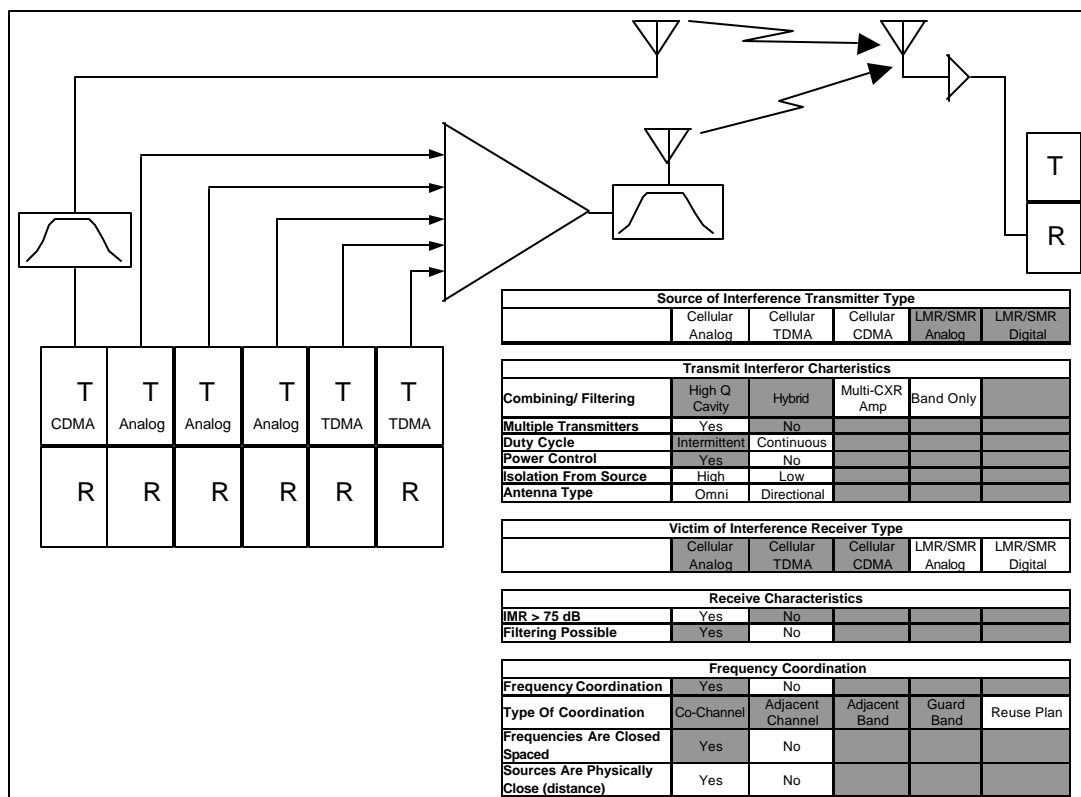 T
R
T T T T T T
CDMA Analog Analog Analog TDMA TDMA
R R R R R R
Source of Interference Transmitter Type
Cellular Analog Cellular TDMA Cellular CDMA LMR/SMR Analog LMR/SMR Digital
Transmit Interferor Charteristics
Combining/ Filtering High Q Cavity Hybrid Multi-CXR Amp Band Only
Multiple Transmitters Yes No
Duty Cycle Intermittent Continuous
Power Control Yes No
Isolation From Source High Low
Antenna Type Omni Directional
Victim of Interference Receiver Type
Cellular Analog Cellular TDMA Cellular CDMA LMR/SMR Analog LMR/SMR Digital
Receive Characteristics
IMR > 75 dB Yes No
Filtering Possible Yes No
Frequency Coordination
Frequency Coordination Yes No
Type Of Coordination Co-Channel Adjacent Channel Adjacent Band Guard Band Reuse Plan
Frequencies Are Closed Spaced Yes No
Sources Are Physically Close (distance) Yes No